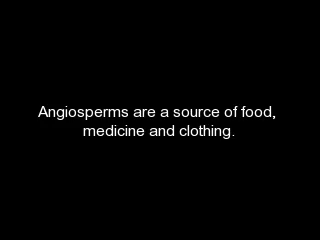 Angiosperms are a source of food,
medicine and clothing.